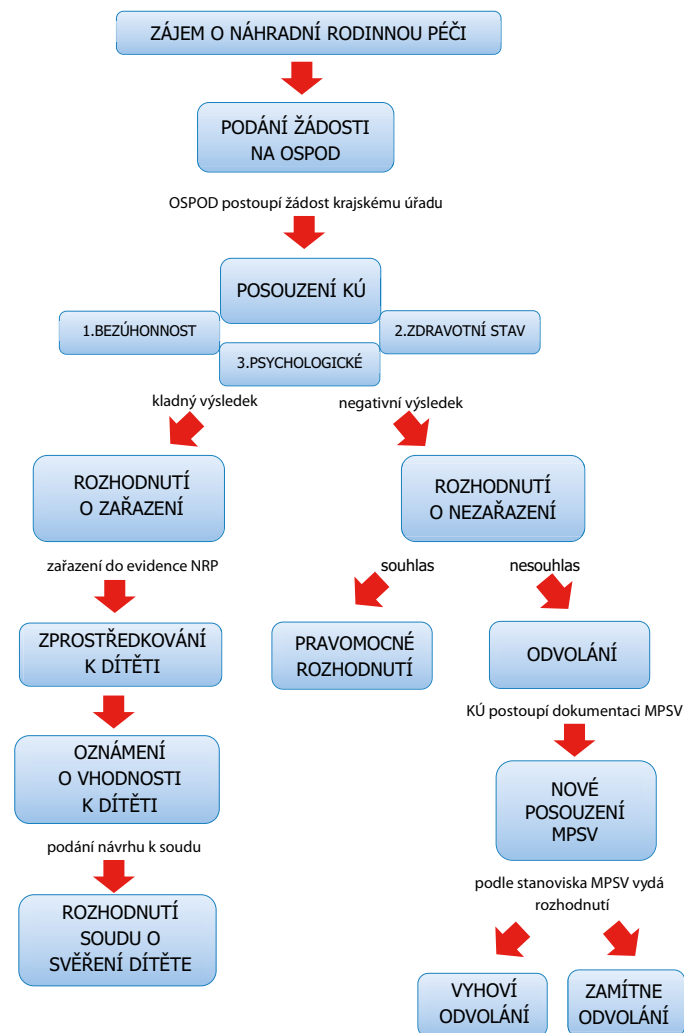 ZÁJEM O NÁHRADNÍ RODINNOU PÉČI
PODÁNÍ ŽÁDOSTI
NA OSPOD
OSPOD postoupí žádost krajskému úřadu
POSOUZENÍ KÚ
1.BEZÚHONNOST
2.ZDRAVOTNÍ STAV
3.PSYCHOLOGICKÉ
kladný výsledek
negativní výsledek
ROZHODNUTÍ
O ZAŘAZENÍ
ROZHODNUTÍ
O NEZAŘAZENÍ
zařazení do evidence NRP
souhlas
nesouhlas
ZPROSTŘEDKOVÁNÍ
K DÍTĚTI
PRAVOMOCNÉ
ROZHODNUTÍ
ODVOLÁNÍ
KÚ postoupí dokumentaci MPSV
OZNÁMENÍ
O VHODNOSTI
K DÍTĚTI
NOVÉ
POSOUZENÍ
MPSV
podání návrhu k soudu
podle stanoviska MPSV vydá
rozhodnutí
ROZHODNUTÍ
SOUDU O
SVĚŘENÍ DÍTĚTE
VYHOVÍ
ODVOLÁNÍ
ZAMÍTNE
ODVOLÁNÍ